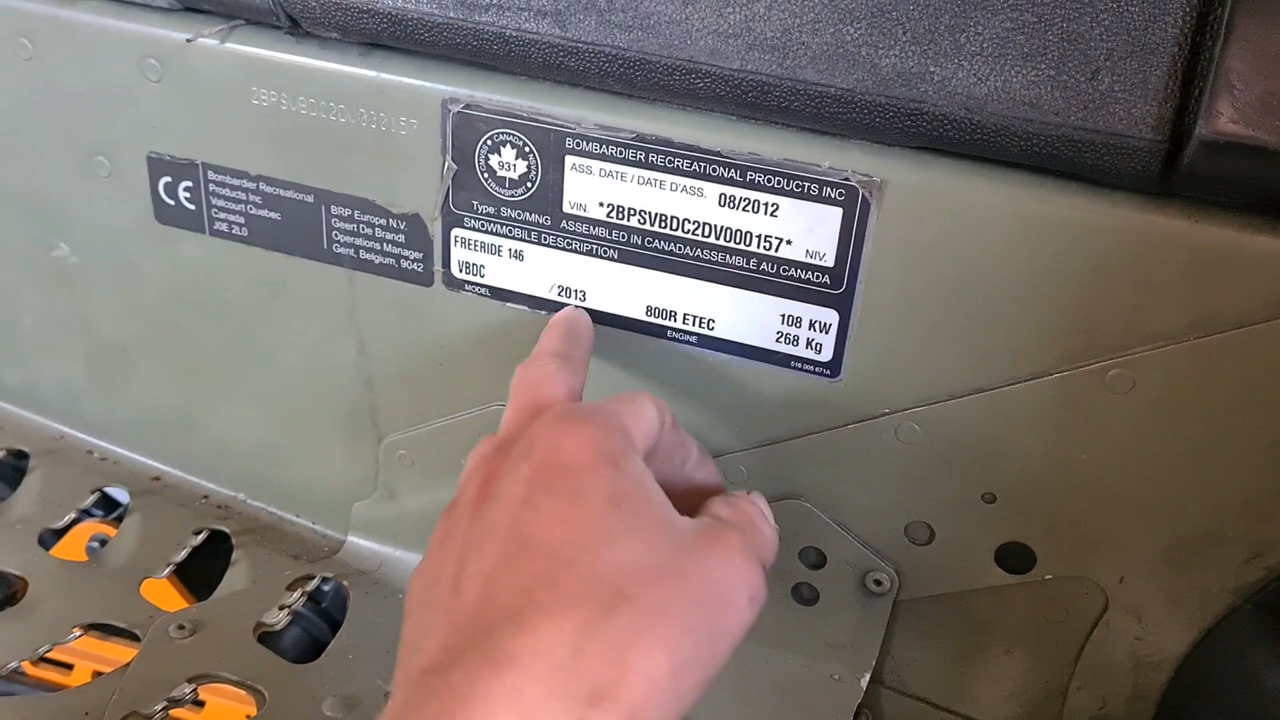 2BPSVBDC2DV000157
CE
Bombardier Recreational
Products Inc
Valcourt Quebec
Canada
J0E 2L0
BRP Europe N.V.
Geert De Brandt
Operations Manager
Gent, Belgium, 9042
CANADA
CMVSS
NSVAC
931
TRANSPORT
BOMBARDIER RECREATIONAL PRODUCTS INC
ASS. DATE / DATE D'ASS. 08/2012
VIN. *2BPSVBDC2DV000157* NIV.
Type: SNO/MNG ASSEMBLED IN CANADA/ASSEMBLÉ AU CANADA
SNOWMOBILE DESCRIPTION
FREERIDE 146
VBDC /2013 800R ETEC 108 KW
268 Kg
MODEL ENGINE 516 005 671A